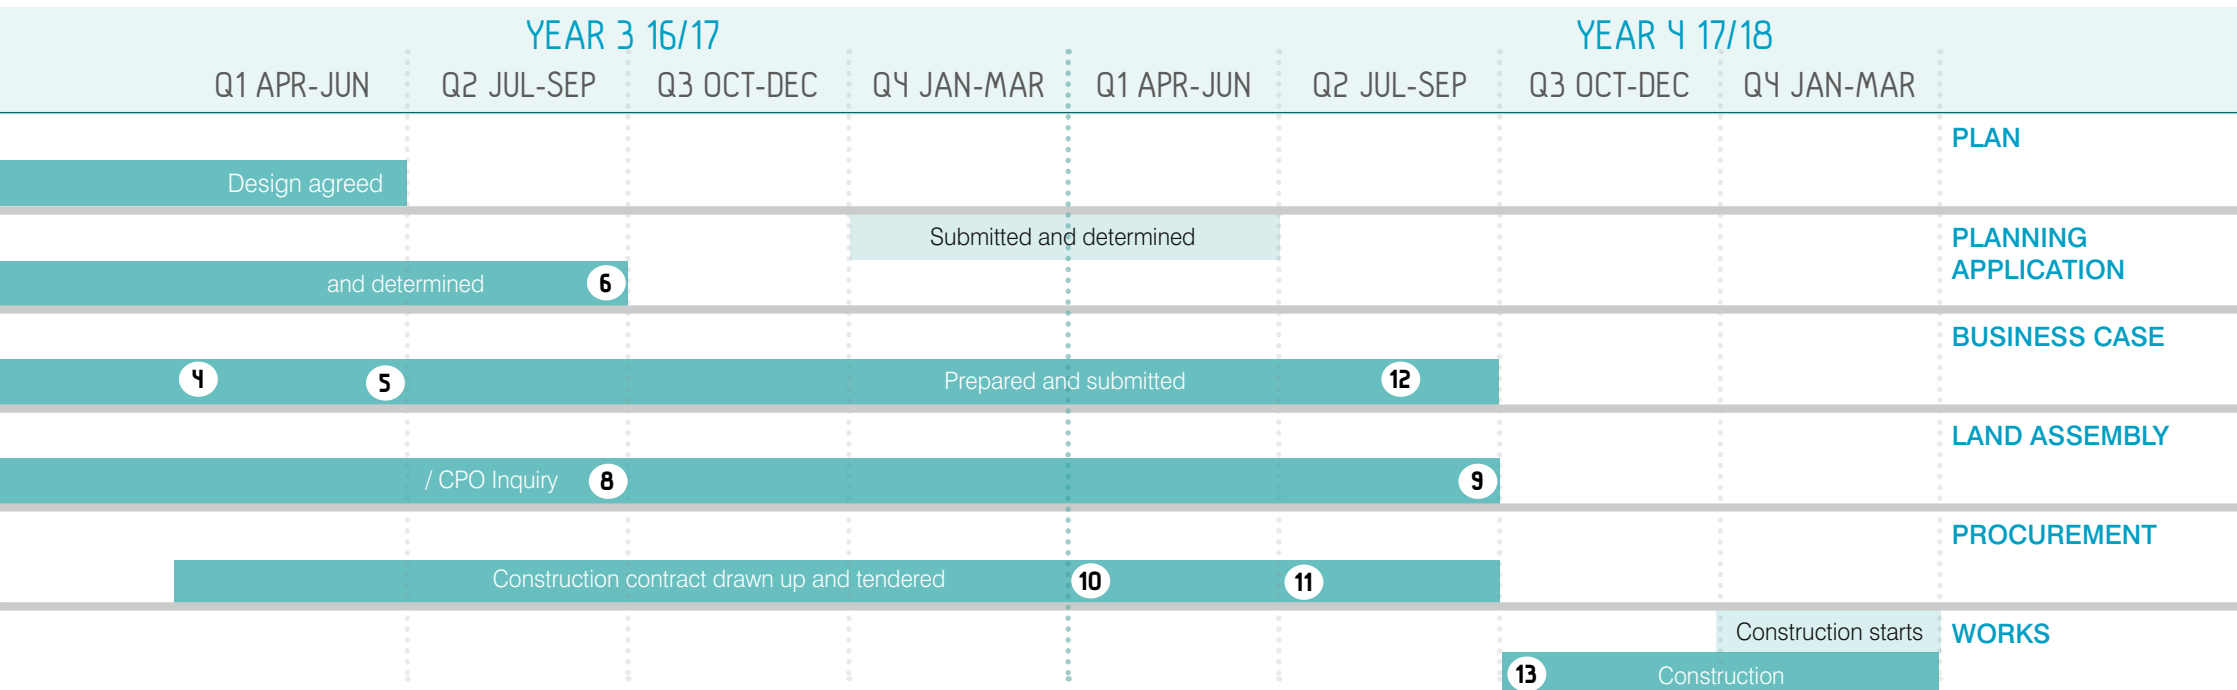 YEAR 3 16/17
YEAR 4 17/18
Q1 APR-JUN
Q2 JUL-SEP
Q3 OCT-DEC
Q4 JAN-MAR
Q1 APR-JUN
Q2 JUL-SEP
Q3 OCT-DEC
Q4 JAN-MAR
PLAN
Design agreed
Submitted and determined
PLANNING
APPLICATION
and determined
6
BUSINESS CASE
4
5
Prepared and submitted
12
LAND ASSEMBLY
/ CPO Inquiry
8
9
PROCUREMENT
Construction contract drawn up and tendered
10
11
Construction starts
WORKS
13
Construction